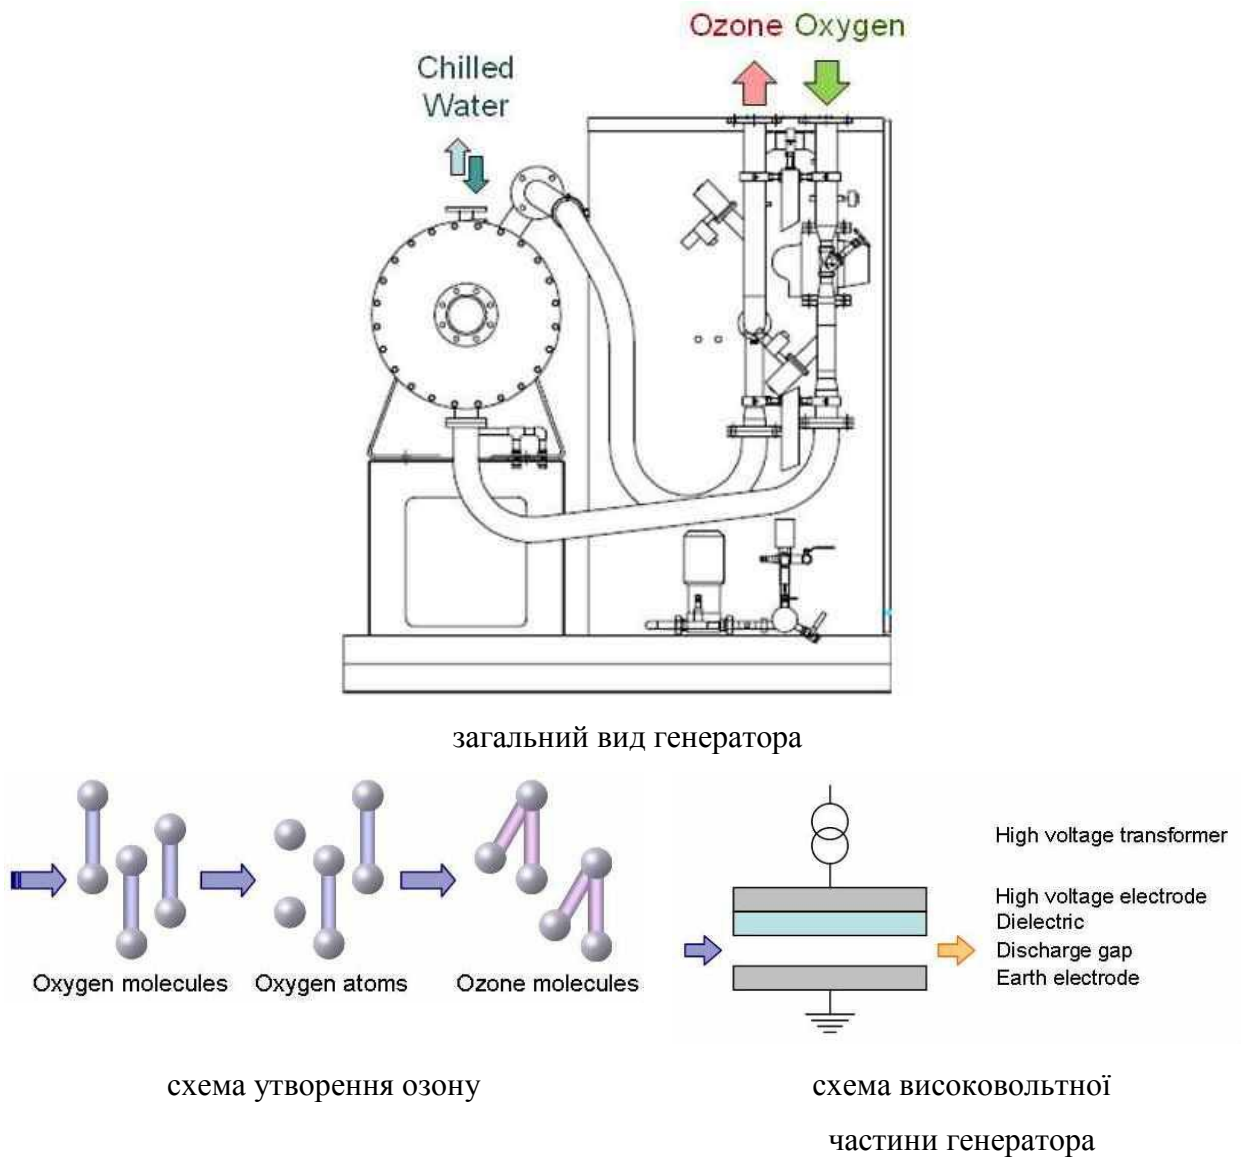 Ozone Oxygen
Chilled
Water
загальний вид генератора
High voltage transformer
High voltage electrode
Dielectric
Discharge gap
Earth electrode
Oxygen molecules
Oxygen atoms
Ozone molecules
схема утворення озону
схема високовольтної
частини генератора